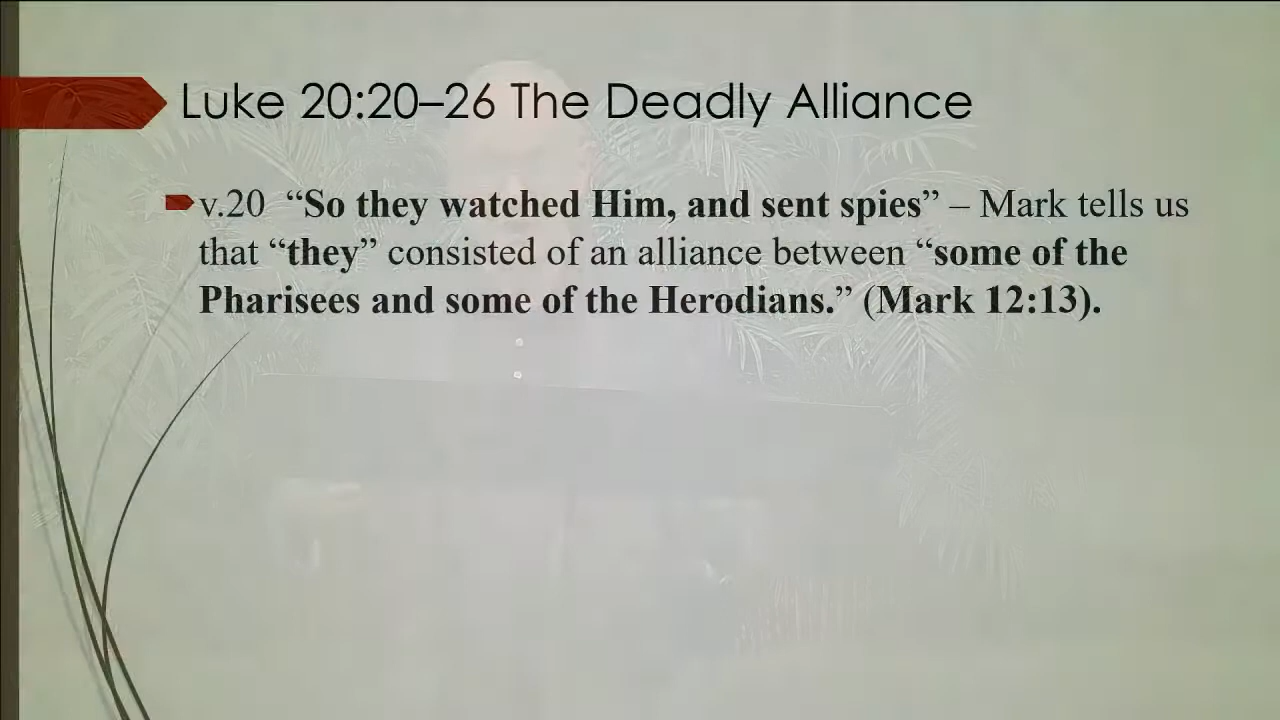 Luke 20:20–26 The Deadly Alliance
v.20 “So they watched Him, and sent spies” – Mark tells us
that “they” consisted of an alliance between “some of the
Pharisees and some of the Herodians.” (Mark 12:13).